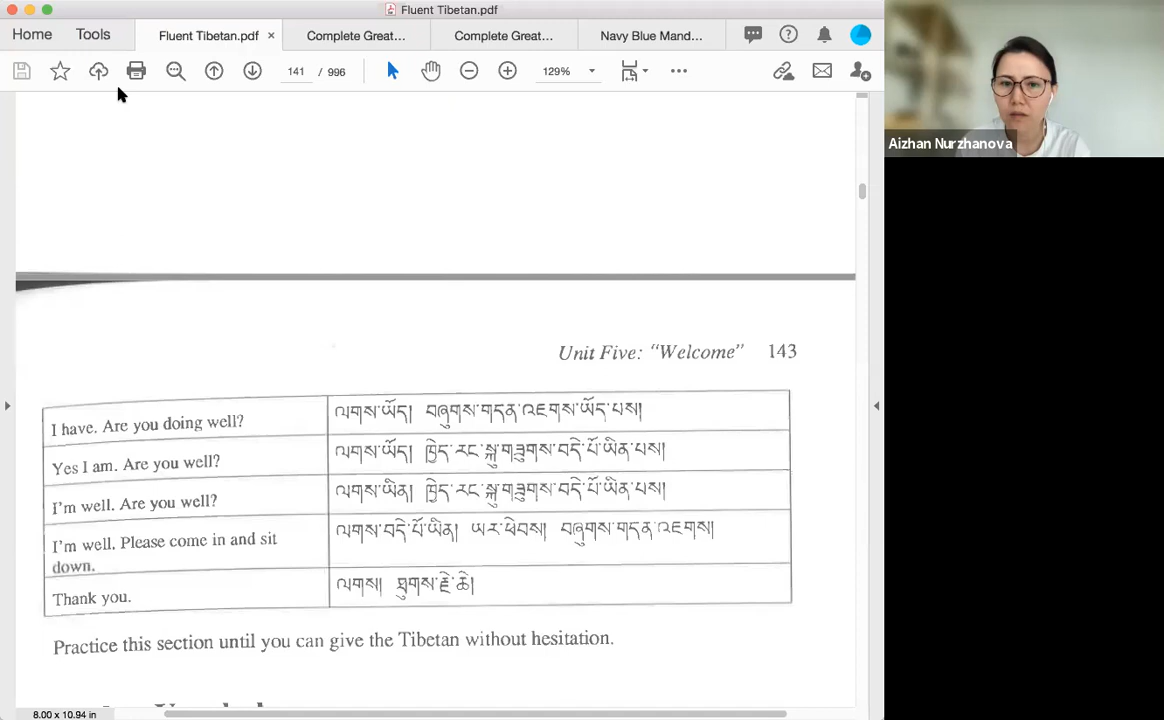 Fluent Tibetan.pdf
Home Tools Fluent Tibetan.pdf × Complete Great... Complete Great... Navy Blue Mand...
141 / 996 129%
Aizhan Nurzhanova
Unit Five: “Welcome” 143
I have. Are you doing well? ལགས་ཡོད། བཞུགས་གདན་འཇགས་ཡོད་པས།
Yes I am. Are you well? ལགས་ཡོད། ཁྱེད་རང་སྐུ་གཟུགས་བདེ་པོ་ཡིན་པས།
I’m well. Are you well? ལགས་ཡིན། ཁྱེད་རང་སྐུ་གཟུགས་བདེ་པོ་ཡིན་པས།
I’m well. Please come in and sit ལགས་བདེ་པོ་ཡིན། ཡར་ཕེབས། བཞུགས་གདན་འཇགས།
down.
Thank you. ལགས། ཐུགས་རྗེ་ཆེ།
Practice this section until you can give the Tibetan without hesitation.
8.00 x 10.94 in